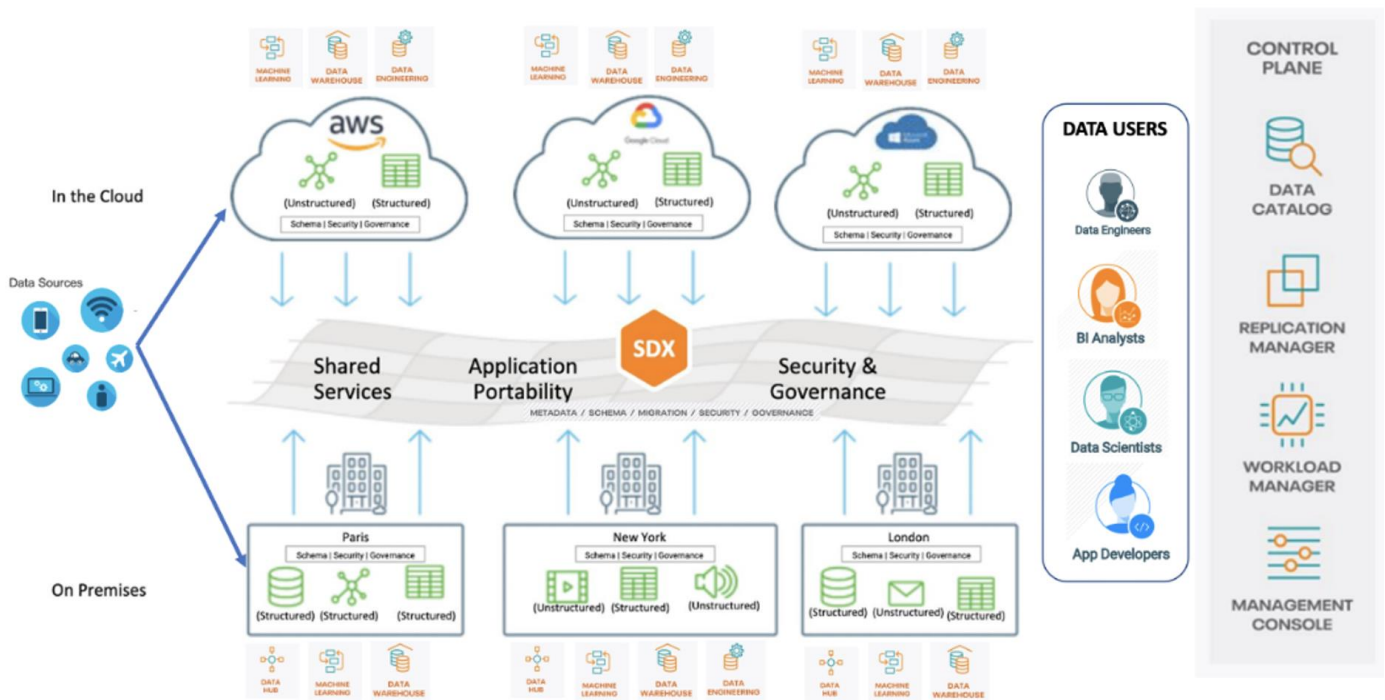 MACHINE
LEARNING
DATA
WAREHOUSE
DATA
ENGINEERING
MACHINE
LEARNING
DATA
WAREHOUSE
DATA
ENGINEERING
MACHINE
LEARNING
DATA
WAREHOUSE
DATA
ENGINEERING
In the Cloud
aws
(Unstructured) (Structured)
Schema | Security | Governance
Google Cloud
(Unstructured) (Structured)
Schema | Security | Governance
Microsoft
Azure
(Unstructured) (Structured)
Schema | Security | Governance
Data Sources
Shared
Services
Application
Portability
SDX
Security &
Governance
METADATA / SCHEMA / MIGRATION / SECURITY / GOVERNANCE
On Premises
Paris
Schema | Security | Governance
(Structured) (Structured) (Structured)
New York
Schema | Security | Governance
(Unstructured) (Structured) (Unstructured)
London
Schema | Security | Governance
(Structured) (Unstructured) (Structured)
DATA
HUB
MACHINE
LEARNING
DATA
WAREHOUSE
DATA
HUB
MACHINE
LEARNING
DATA
WAREHOUSE
DATA
ENGINEERING
DATA
HUB
MACHINE
LEARNING
DATA
WAREHOUSE
DATA USERS
Data Engineers
BI Analysts
Data Scientists
App Developers
CONTROL
PLANE
DATA
CATALOG
REPLICATION
MANAGER
WORKLOAD
MANAGER
MANAGEMENT
CONSOLE